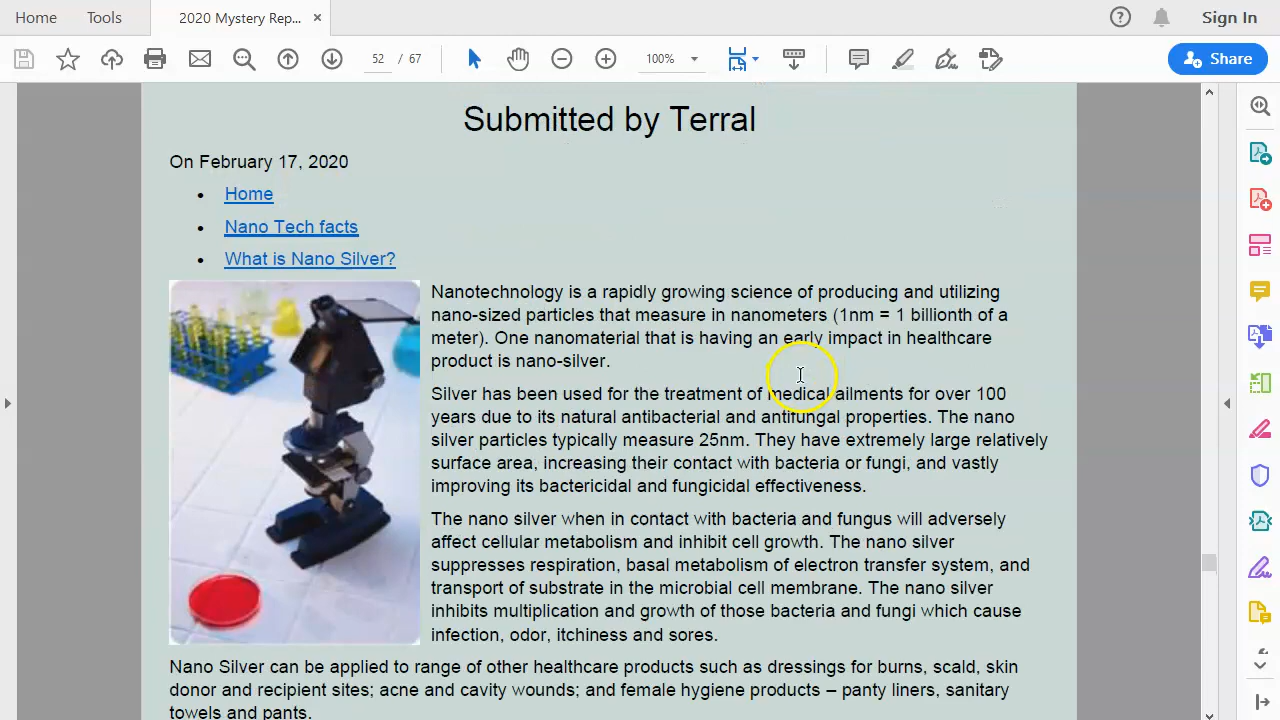 Home
Tools
2020 Mystery Rep... ×
Sign In
52 / 67
100%
Share
Submitted by Terral
On February 17, 2020
• Home
• Nano Tech facts
• What is Nano Silver?
Nanotechnology is a rapidly growing science of producing and utilizing
nano-sized particles that measure in nanometers (1nm = 1 billionth of a
meter). One nanomaterial that is having an early impact in healthcare
product is nano-silver.
Silver has been used for the treatment of medical ailments for over 100
years due to its natural antibacterial and antifungal properties. The nano
silver particles typically measure 25nm. They have extremely large relatively
surface area, increasing their contact with bacteria or fungi, and vastly
improving its bactericidal and fungicidal effectiveness.
The nano silver when in contact with bacteria and fungus will adversely
affect cellular metabolism and inhibit cell growth. The nano silver
suppresses respiration, basal metabolism of electron transfer system, and
transport of substrate in the microbial cell membrane. The nano silver
inhibits multiplication and growth of those bacteria and fungi which cause
infection, odor, itchiness and sores.
Nano Silver can be applied to range of other healthcare products such as dressings for burns, scald, skin
donor and recipient sites; acne and cavity wounds; and female hygiene products – panty liners, sanitary
towels and pants.